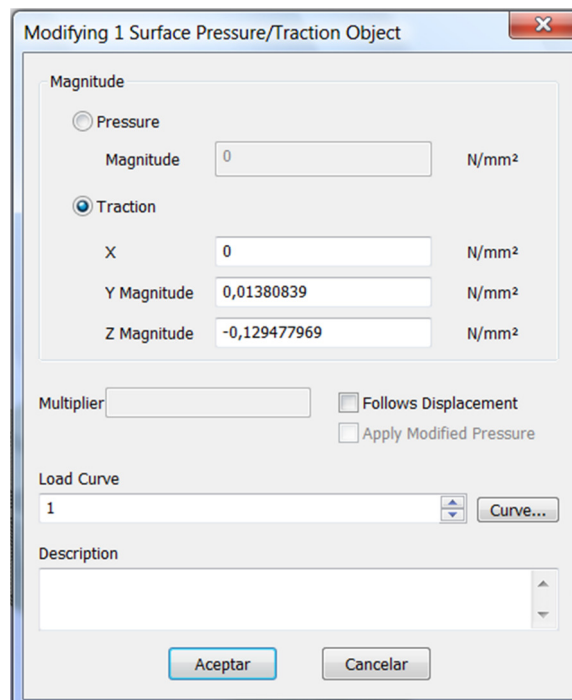 Modifying 1 Surface Pressure/Traction Object
Magnitude
Pressure
Magnitude 0 N/mm²
Traction
X 0 N/mm²
Y Magnitude 0,01380839 N/mm²
Z Magnitude -0,129477969 N/mm²
Multiplier Follows Displacement
Apply Modified Pressure
Load Curve
1 Curve...
Description
Aceptar Cancelar